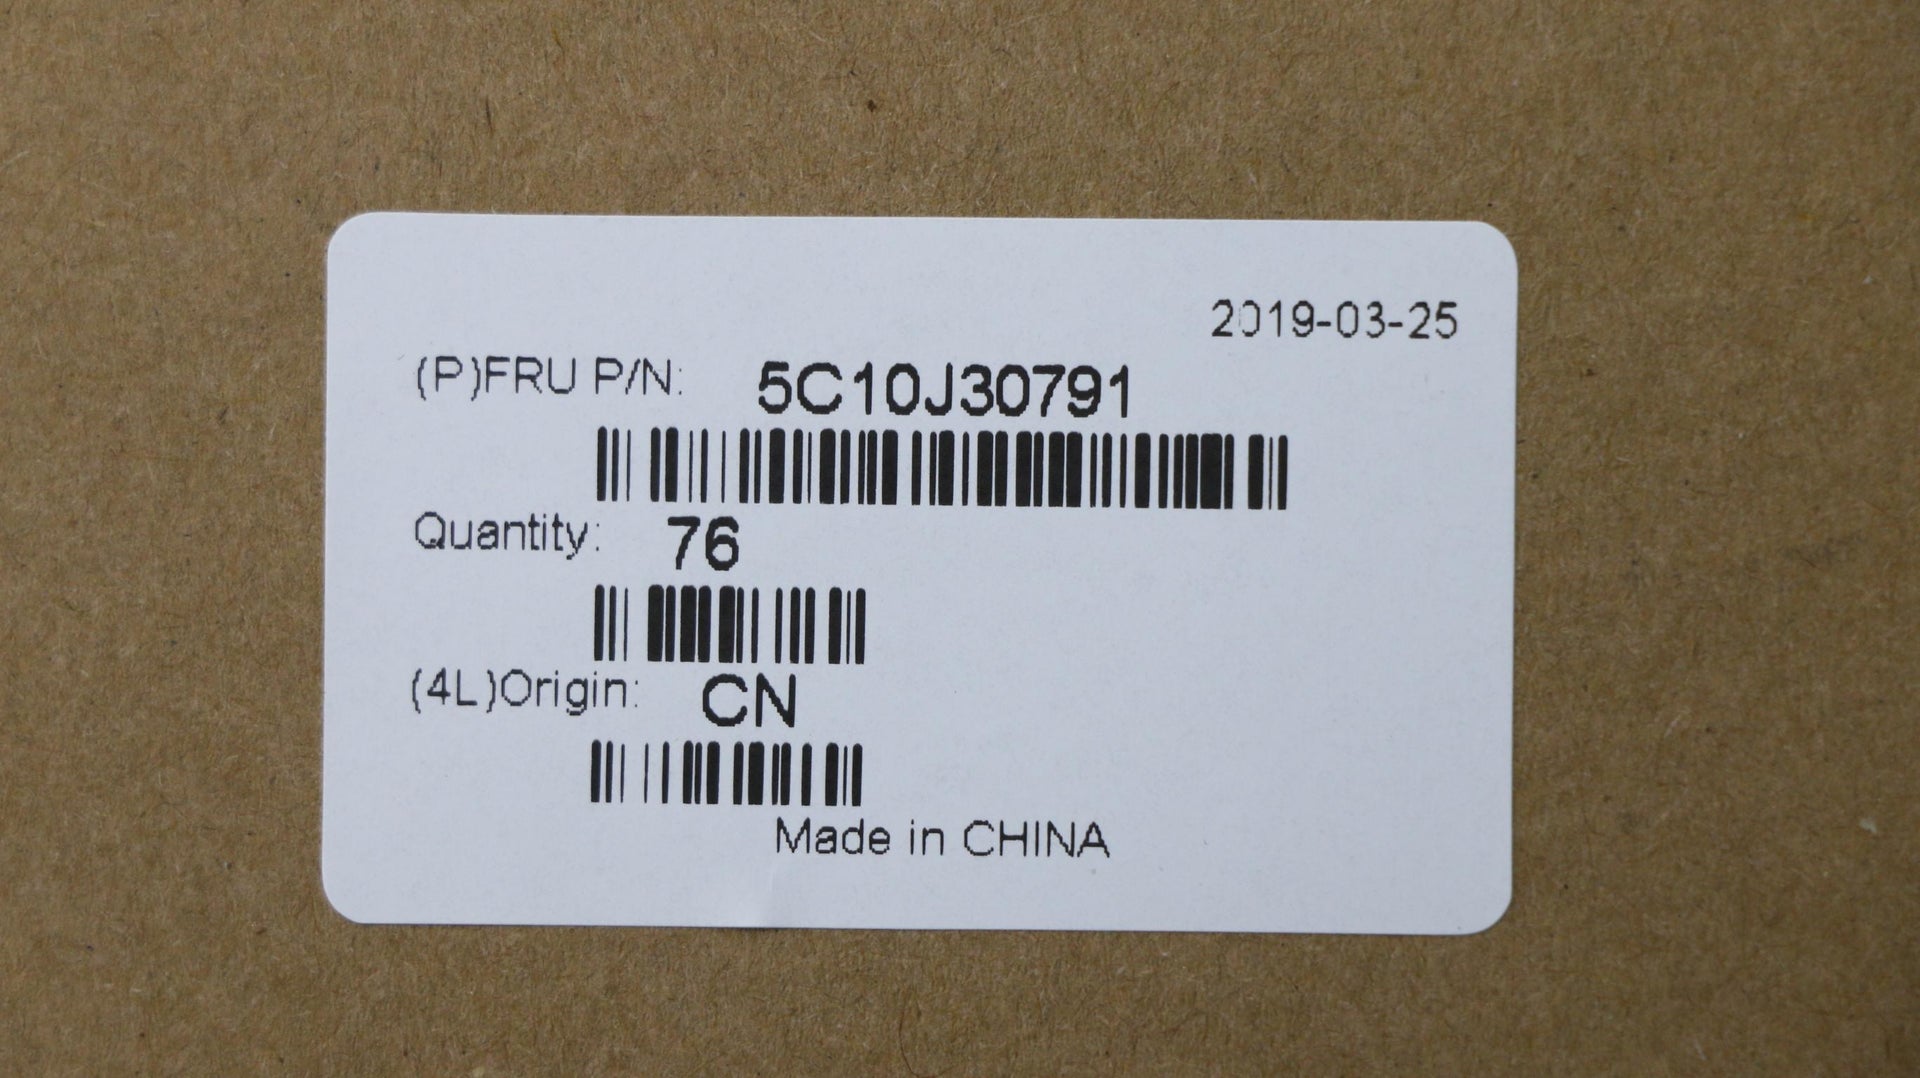 2019-03-25
(P)FRU P/N: 5C10J30791
Quantity: 76
(4L)Origin: CN
Made in CHINA